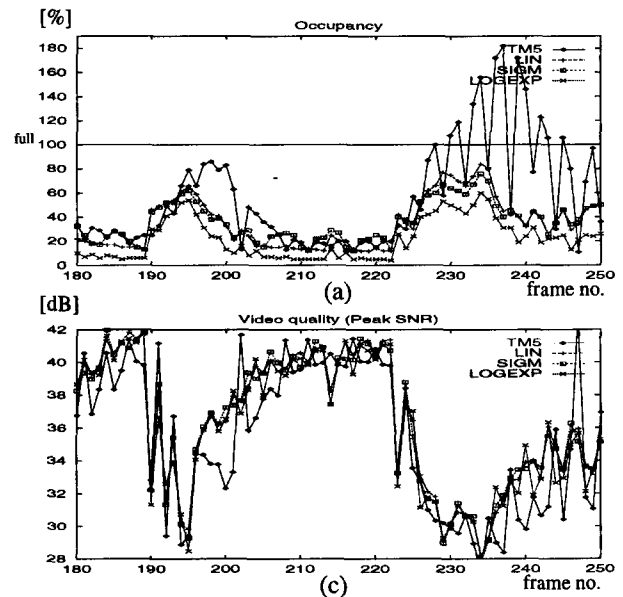 [%]
Occupancy
200
180
160
140
120
full 100
80
60
40
20
0
TM5
LIN
SIGM
LOGEXP
180 190 200 210 220 230 240 250
(a)
frame no.
[dB]
Video quality (Peak SNR)
42
40
38
36
34
32
30
28
TM5
LIN
SIGM
LOGEXP
180 190 200 210 220 230 240 250
(c)
frame no.